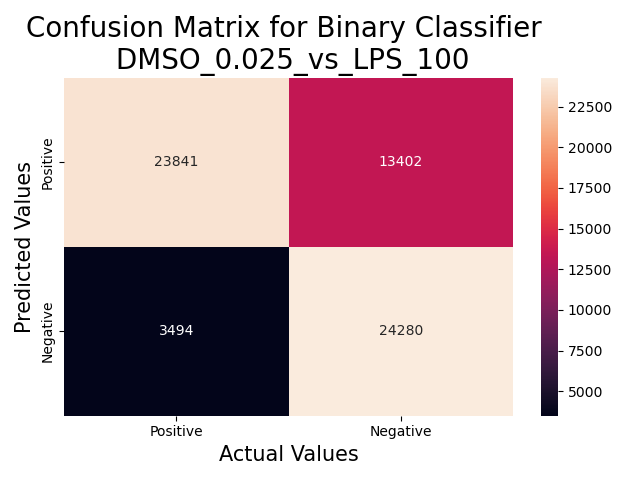 Confusion Matrix for Binary Classifier
DMSO_0.025_vs_LPS_100
Predicted Values
Positive
Negative
23841
13402
3494
24280
Positive
Negative
Actual Values
22500
20000
17500
15000
12500
10000
7500
5000